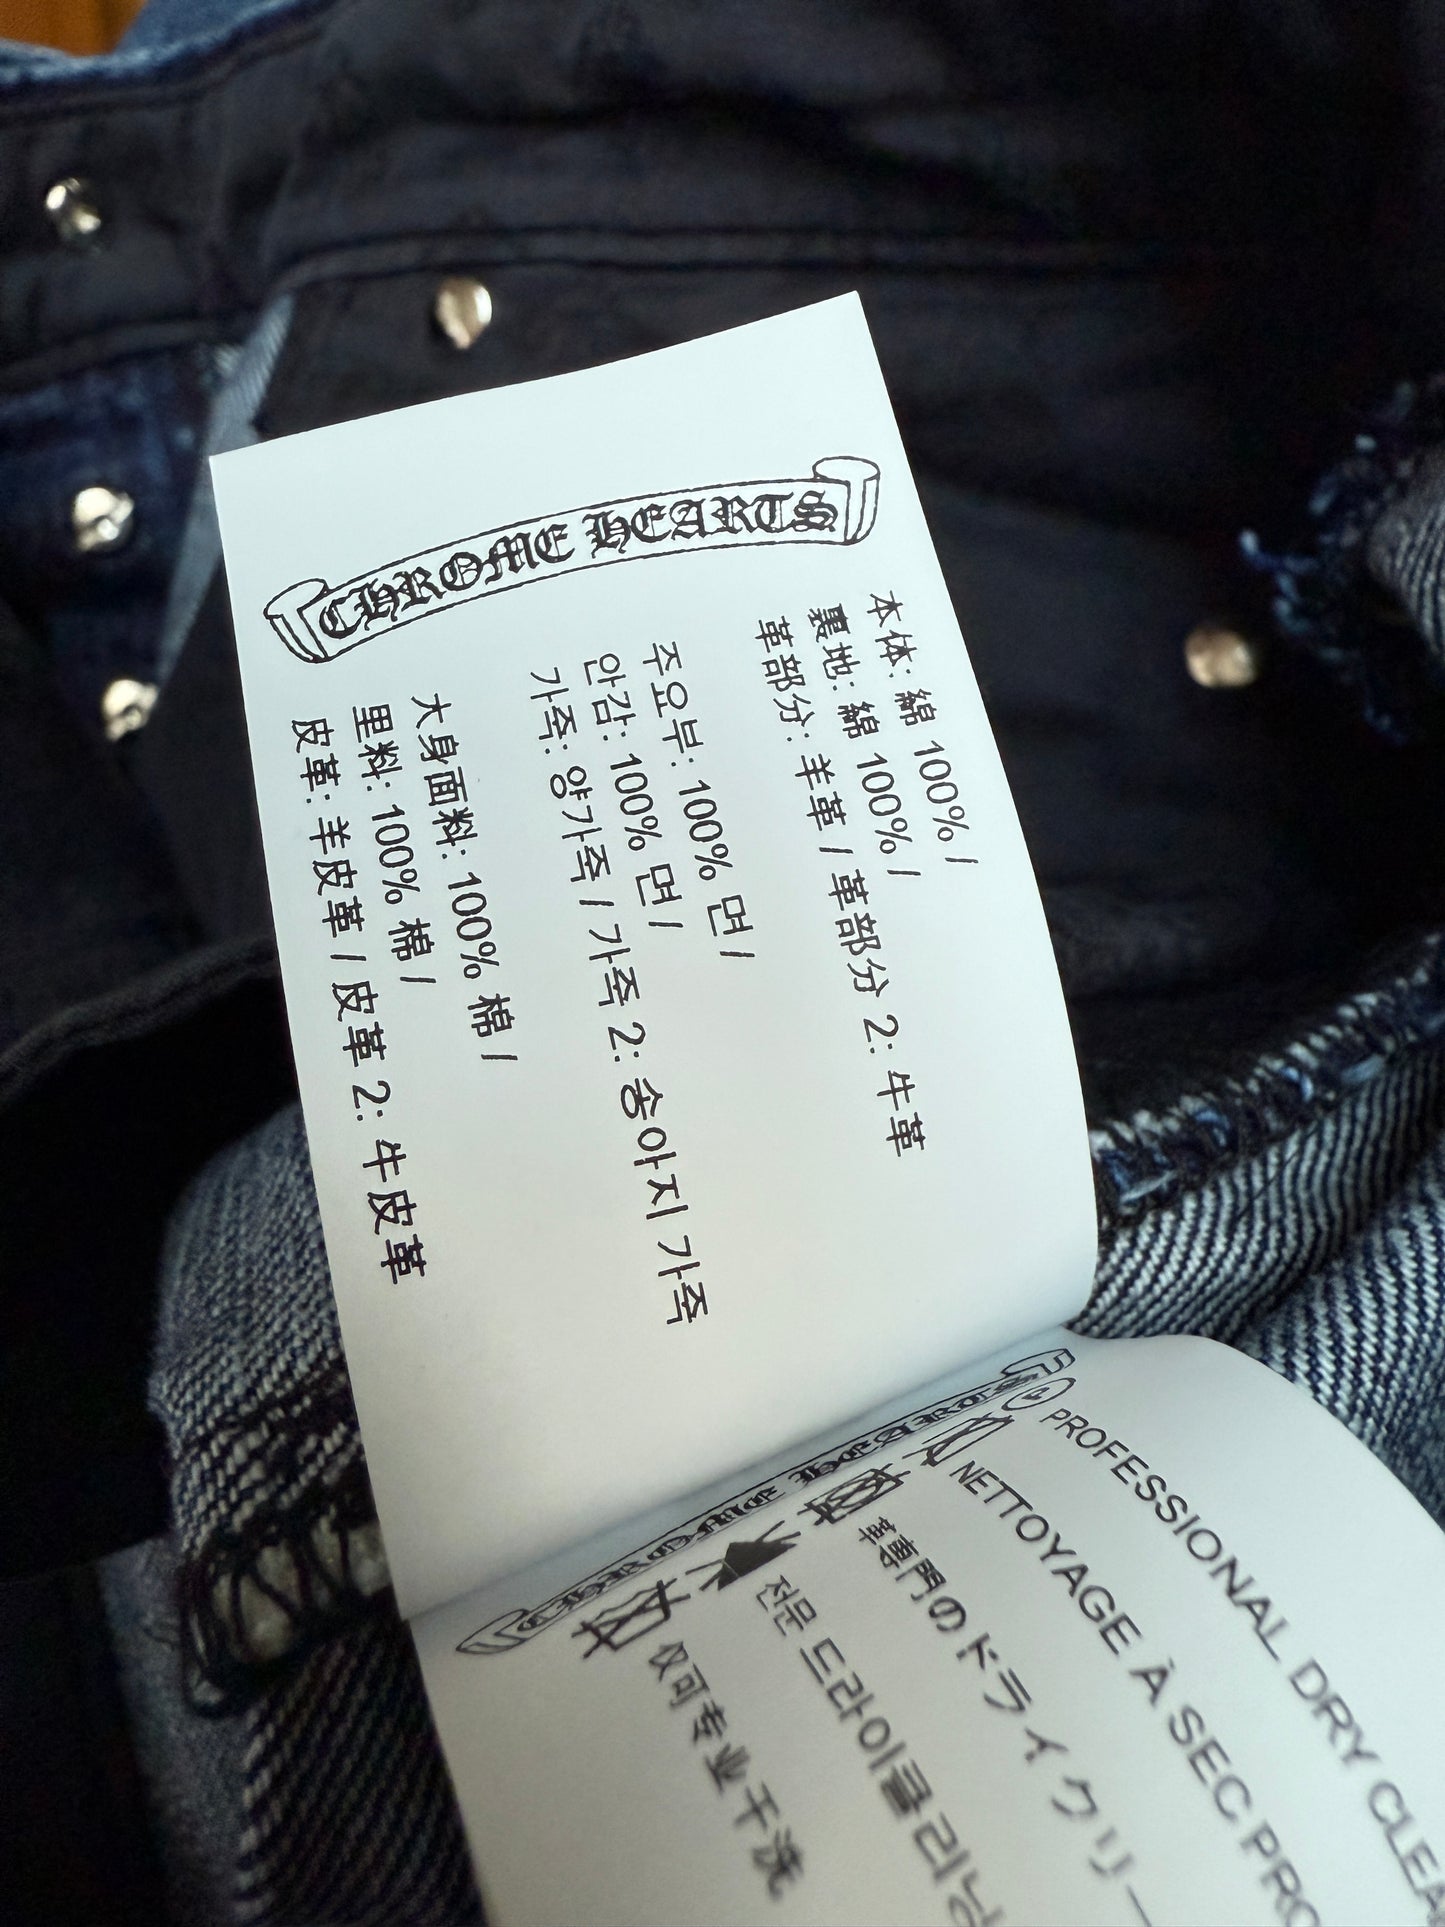 CHROME HEARTS
本体: 綿 100% /
裏地: 綿 100% /
革部分: 羊革 / 革部分 2: 牛革
주요부: 100% 면 /
안감: 100% 면 /
가죽: 양가죽 / 가죽 2: 송아지 가죽
大身面料: 100% 棉 /
里料: 100% 棉 /
皮革: 羊皮革 / 皮革 2: 牛皮革
PROFESSIONAL DRY
NETTOYAGE À SEC
革専門のドライクリー
전문 드라이클리닝
仅可专业干洗